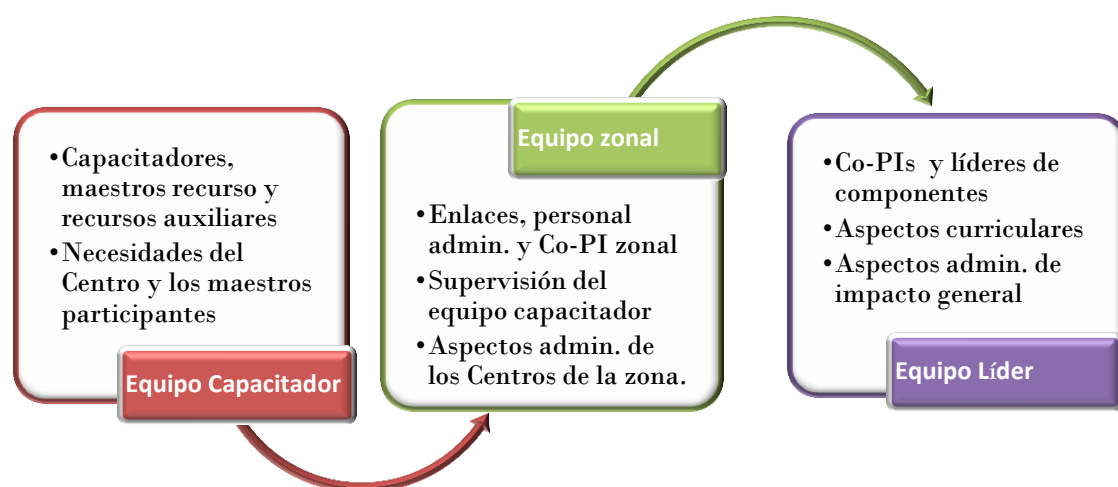 •Capacitadores,
maestros recurso y
recursos auxiliares
•Necesidades del
Centro y los maestros
participantes
Equipo Capacitador
Equipo zonal
•Enlaces, personal
admin. y Co-PI zonal
•Supervisión del
equipo capacitador
•Aspectos admin. de
los Centros de la zona.
•Co-PIs y líderes de
componentes
•Aspectos curriculares
•Aspectos admin. de
impacto general
Equipo Líder